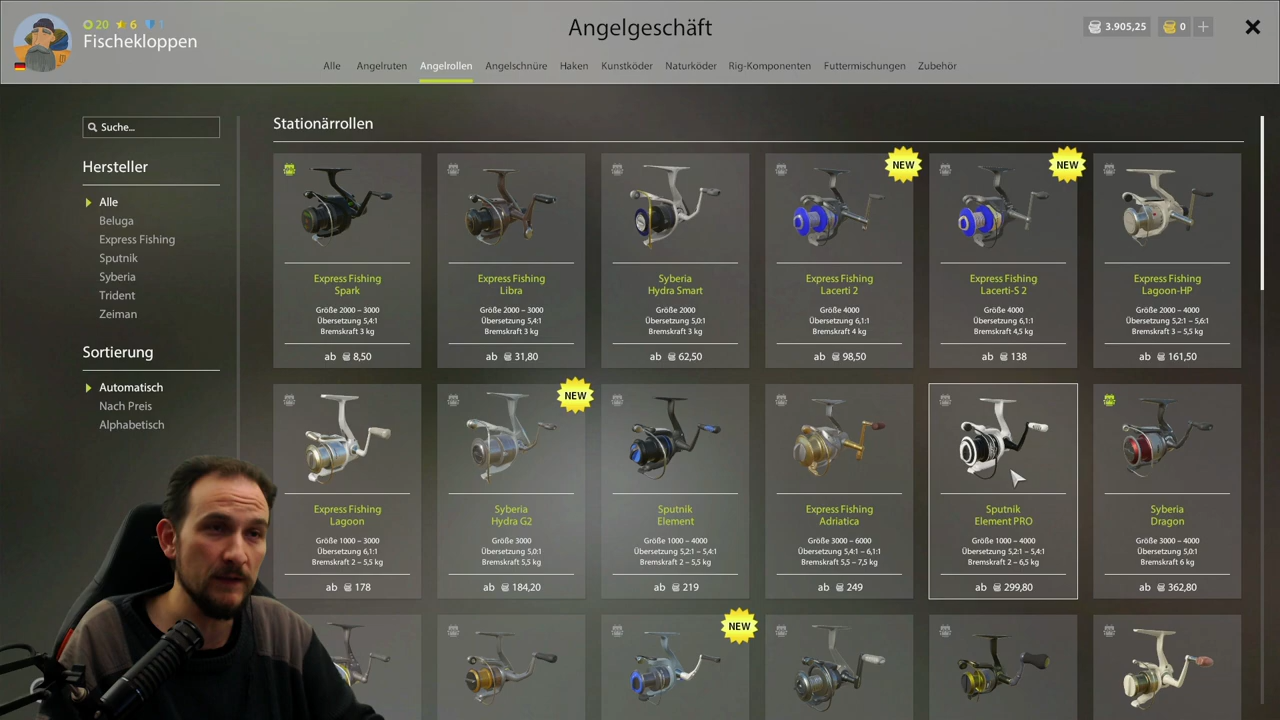 20 6 1
Fischekloppen
Angelgeschäft
3.905,25
0
Alle Angelruten Angelrollen Angelschnüre Haken Kunstköder Naturköder Rig-Komponenten Futtermischungen Zubehör
Suche...
Hersteller
Alle
Beluga
Express Fishing
Sputnik
Syberia
Trident
Zeiman
Sortierung
Automatisch
Nach Preis
Alphabetisch
Stationärrollen
Express Fishing
Spark
Größe 2000 – 3000
Übersetzung 5,4:1
Bremskraft 3 kg
ab 8,50
Express Fishing
Libra
Größe 2000 – 3000
Übersetzung 5,4:1
Bremskraft 3 kg
ab 31,80
Syberia
Hydra Smart
Größe 2000
Übersetzung 5,0:1
Bremskraft 3 kg
ab 62,50
NEW
Express Fishing
Lacerti 2
Größe 4000
Übersetzung 6,1:1
Bremskraft 4 kg
ab 98,50
NEW
Express Fishing
Lacerti-S 2
Größe 4000
Übersetzung 6,1:1
Bremskraft 4,5 kg
ab 138
Express Fishing
Lagoon-HP
Größe 2000 – 4000
Übersetzung 5,2:1 – 5,6:1
Bremskraft 3 – 5,5 kg
ab 161,50
Express Fishing
Lagoon
Größe 1000 – 3000
Übersetzung 6,1:1
Bremskraft 2 – 5,5 kg
ab 178
NEW
Syberia
Hydra G2
Größe 3000
Übersetzung 5,0:1
Bremskraft 5,5 kg
ab 184,20
Sputnik
Element
Größe 1000 – 4000
Übersetzung 5,2:1 – 5,4:1
Bremskraft 2 – 5,5 kg
ab 219
Express Fishing
Adriatica
Größe 3000 – 6000
Übersetzung 5,4:1 – 6,1:1
Bremskraft 5,5 – 7,5 kg
ab 249
Sputnik
Element PRO
Größe 1000 – 4000
Übersetzung 5,2:1 – 5,4:1
Bremskraft 2 – 6,5 kg
ab 299,80
Syberia
Dragon
Größe 3000 – 4000
Übersetzung 5,0:1
Bremskraft 6 kg
ab 362,80
NEW